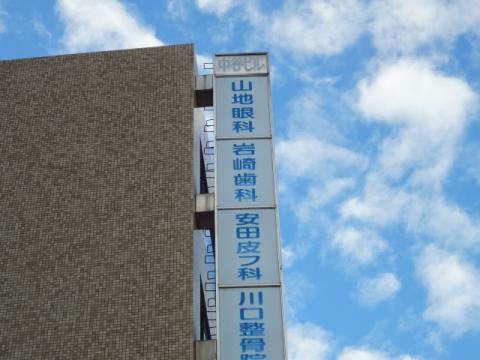 中谷ビル
山地眼科
岩崎歯科
安田皮フ科
川口整骨院